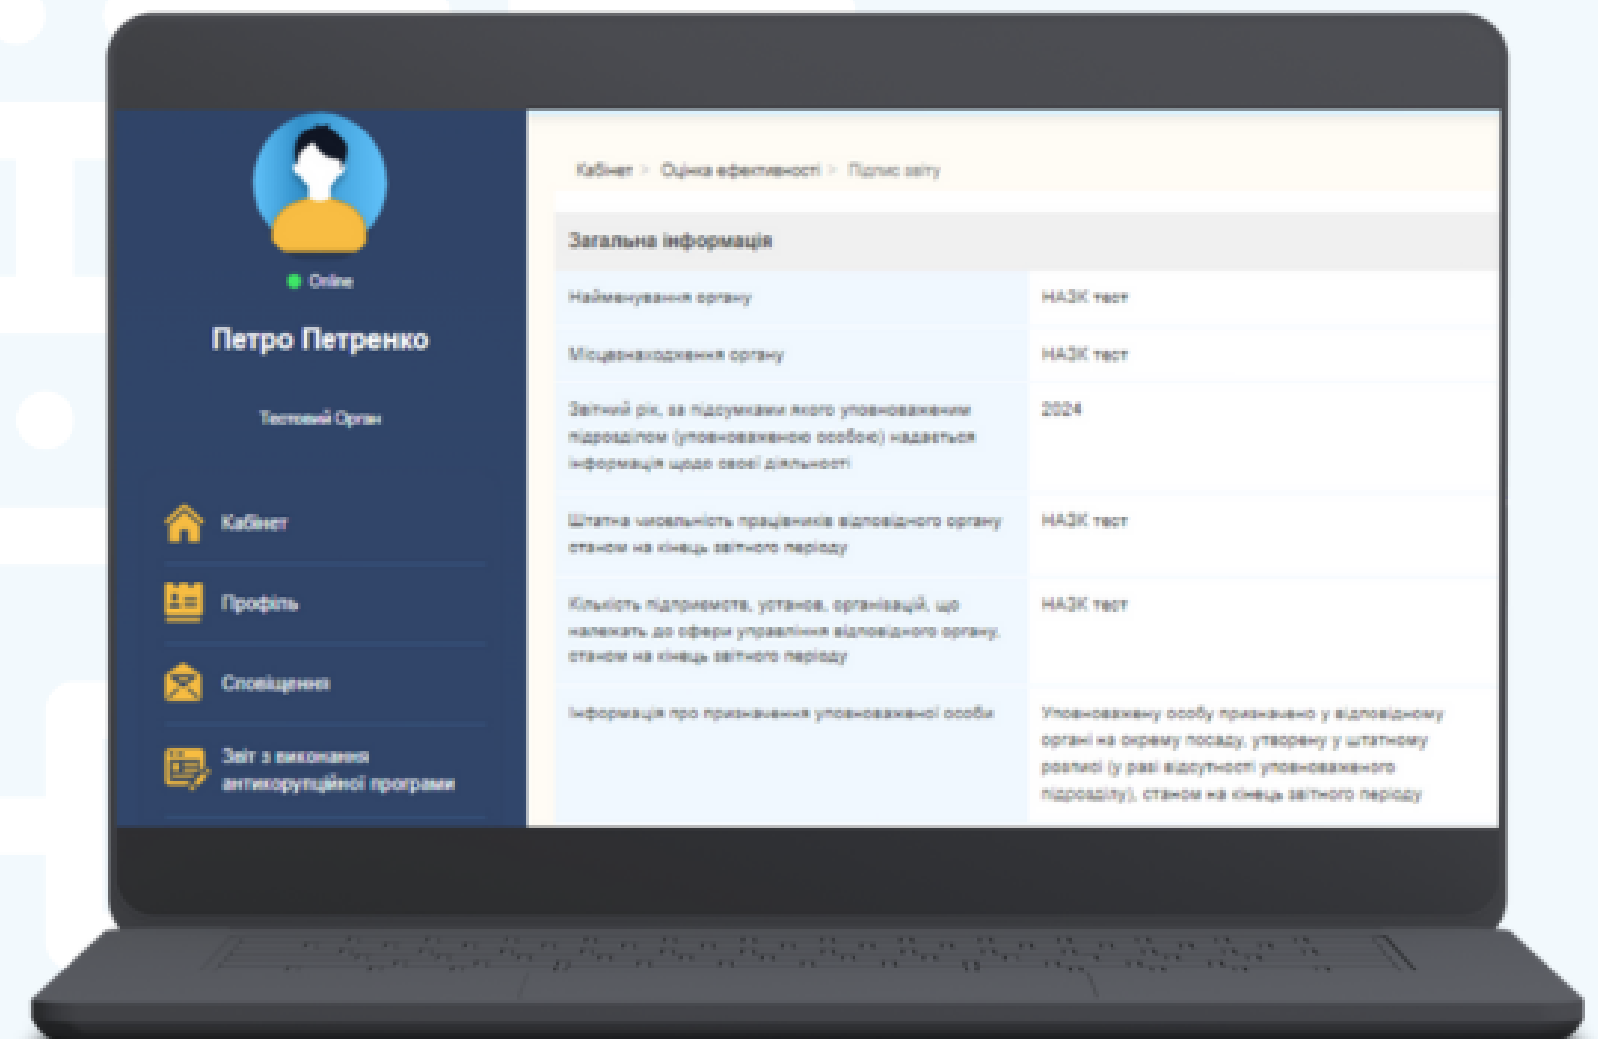 Online
Петро Петренко
Тестовий Орган
Кабінет
Профіль
Сповіщення
Звіт з виконання
антикорупційної програми
Кабінет > Оцінка ефективності > Підпис звіту
Загальна інформація
Найменування органу
НАЗК тест
Місцезнаходження органу
НАЗК тест
Звітний рік, за підсумками якого уповноваженим
підрозділом (уповноваженою особою) надається
інформація щодо своєї діяльності
2024
Штатна чисельність працівників відповідного органу
станом на кінець звітного періоду
НАЗК тест
Кількість підприємств, установ, організацій, що
належать до сфери управління відповідного органу,
станом на кінець звітного періоду
НАЗК тест
Інформація про призначення уповноваженої особи
Уповноважену особу призначено у відповідному
органі на окрему посаду, утворену у штатному
розписі (у разі відсутності уповноваженого
підрозділу), станом на кінець звітного періоду